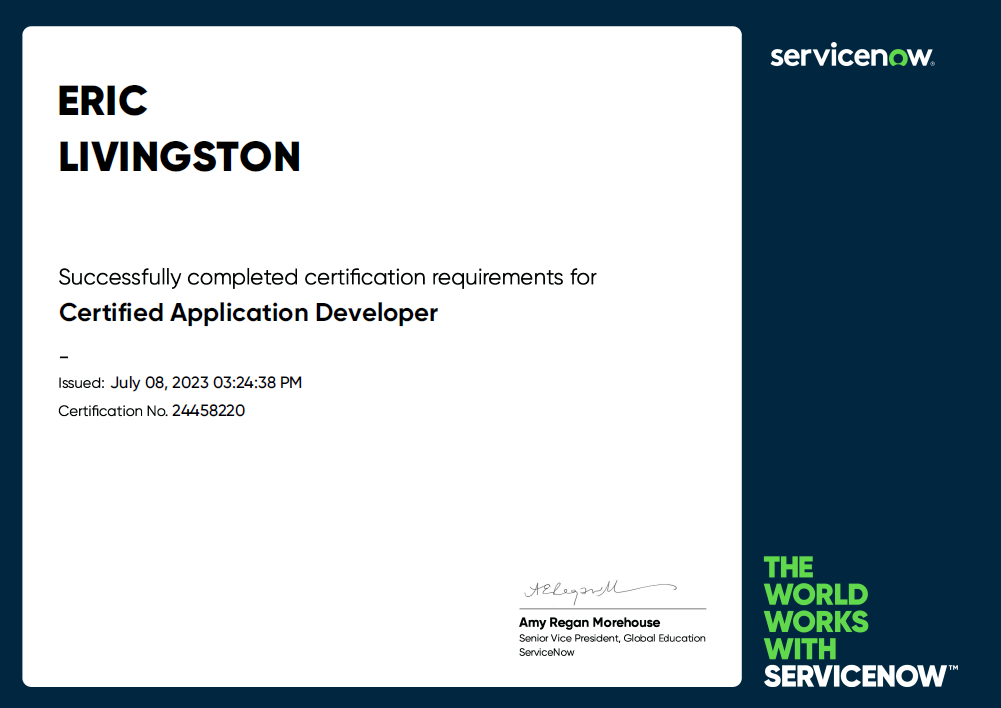 ERIC
LIVINGSTON
Successfully completed certification requirements for
Certified Application Developer
–
Issued: July 08, 2023 03:24:38 PM
Certification No. 24458220
Amy Regan Morehouse
Senior Vice President, Global Education
ServiceNow
servicenow®
THE
WORLD
WORKS
WITH
SERVICENOW™